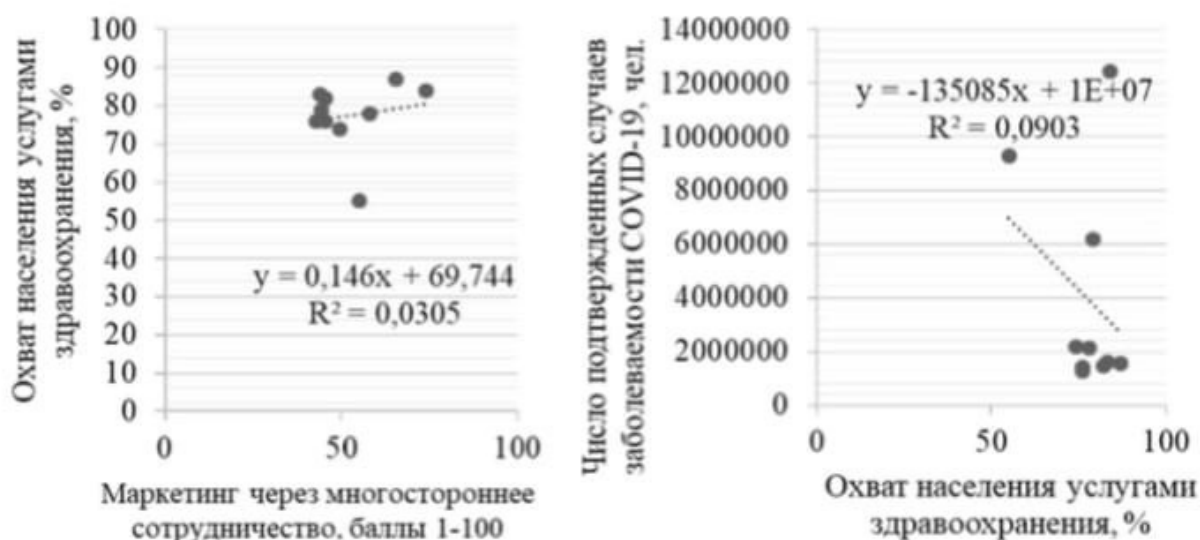 Охват населения услугами
здравоохранения, %
100
90
80
70
60
50
40
30
20
10
0
y = 0,146x + 69,744
R² = 0,0305
0
50
100
Маркетинг через многостороннее
сотрудничество, баллы 1-100
Число подтвержденных случаев
заболеваемости COVID-19, чел.
14000000
12000000
10000000
8000000
6000000
4000000
2000000
0
y = -135085x + 1E+07
R² = 0,0903
0
50
100
Охват населения услугами
здравоохранения, %